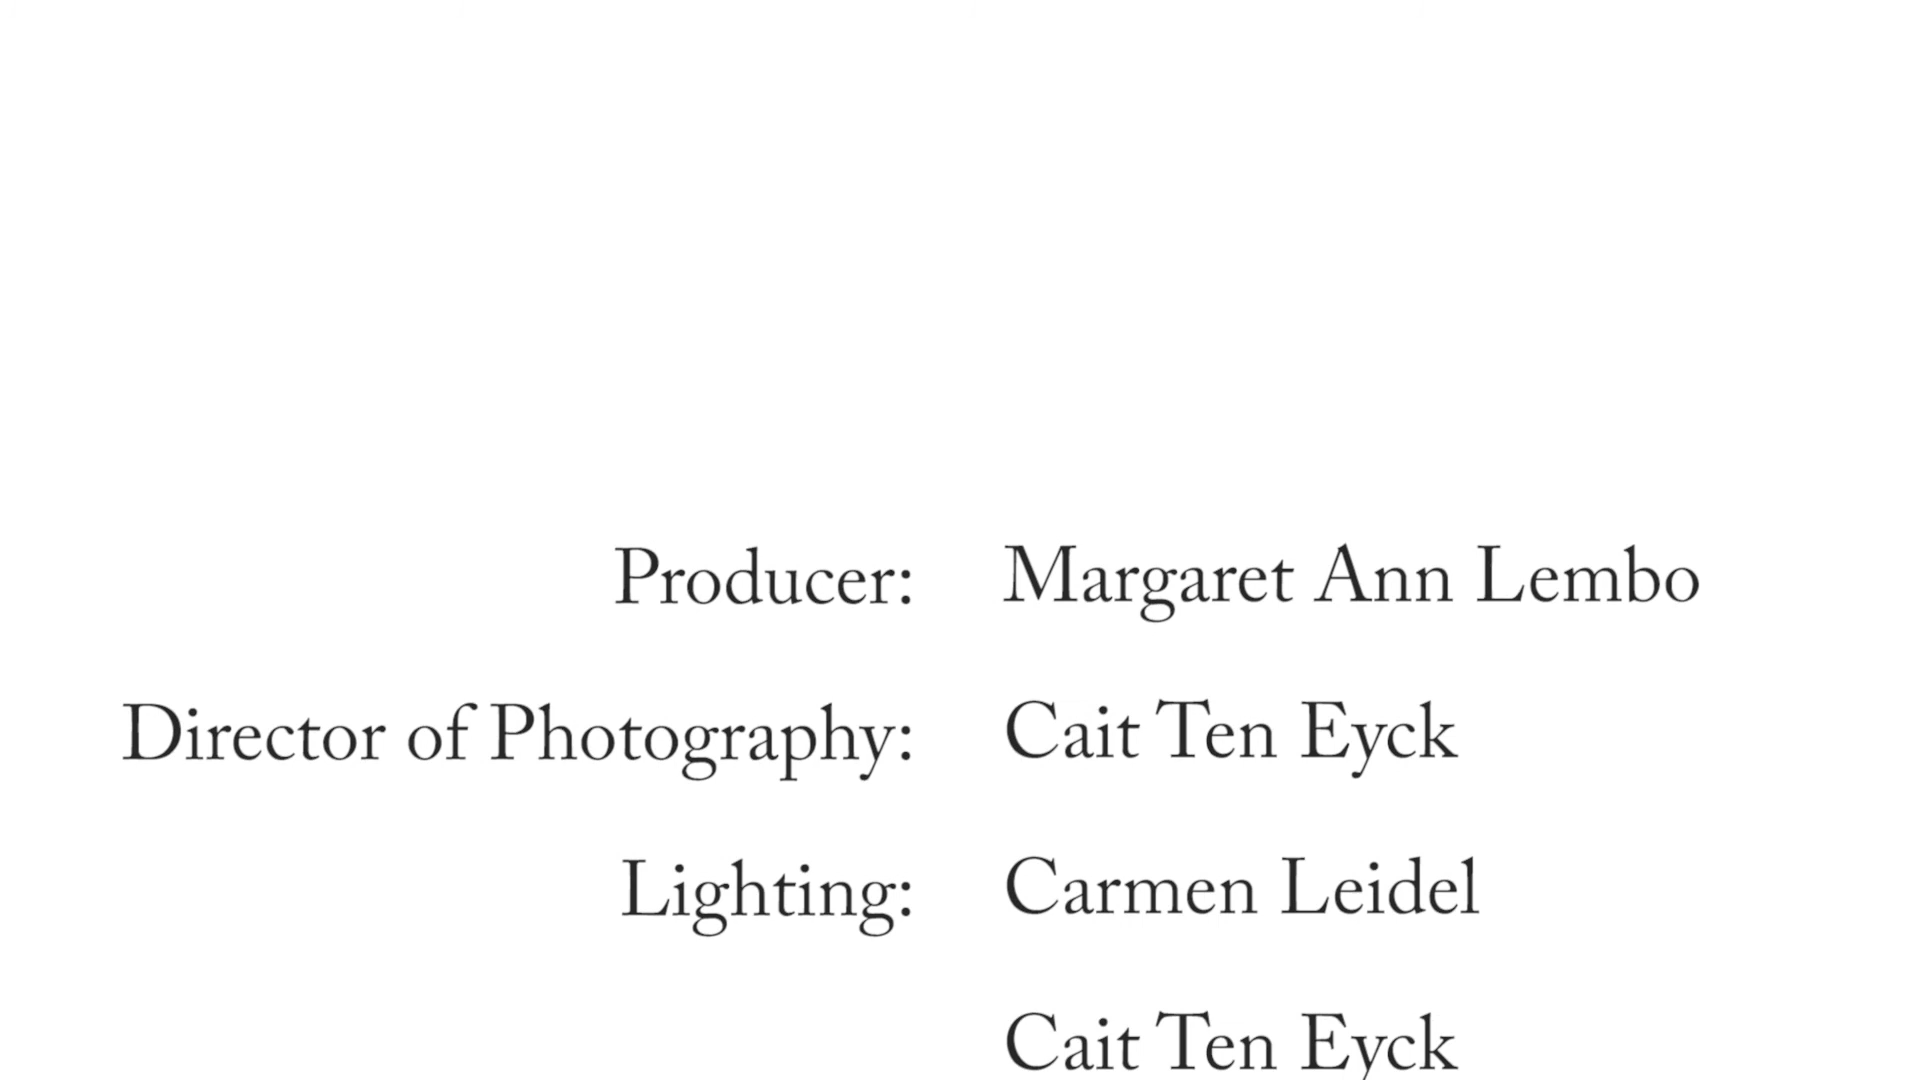 Producer: Margaret Ann Lembo
Director of Photography: Cait Ten Eyck
Lighting: Carmen Leidel
Cait Ten Eyck